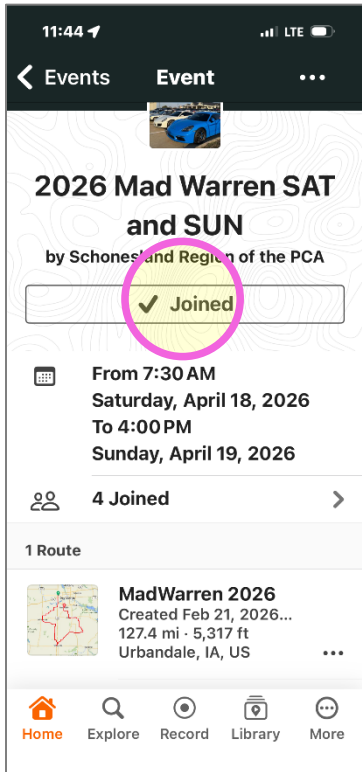 11:44
LTE
Events
Event
2026 Mad Warren SAT
and SUN
by Schonesland Region of the PCA
Joined
From 7:30 AM
Saturday, April 18, 2026
To 4:00 PM
Sunday, April 19, 2026
4 Joined
1 Route
MadWarren 2026
Created Feb 21, 2026...
127.4 mi · 5,317 ft
Urbandale, IA, US
Home
Explore
Record
Library
More